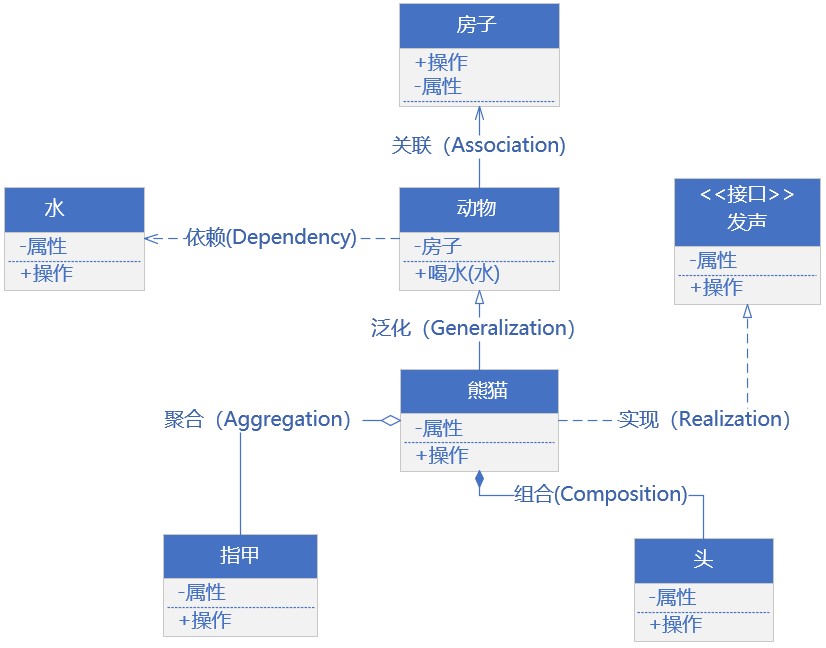 房子
+操作
-属性
关联（Association)
水
-属性
+操作
依赖(Dependency)
动物
-房子
+喝水(水)
<<接口>>
发声
-属性
+操作
泛化（Generalization)
熊猫
-属性
+操作
聚合（Aggregation)
实现（Realization)
组合(Composition)
指甲
-属性
+操作
头
-属性
+操作